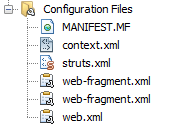 Configuration Files
MANIFEST.MF
context.xml
struts.xml
web-fragment.xml
web-fragment.xml
web.xml